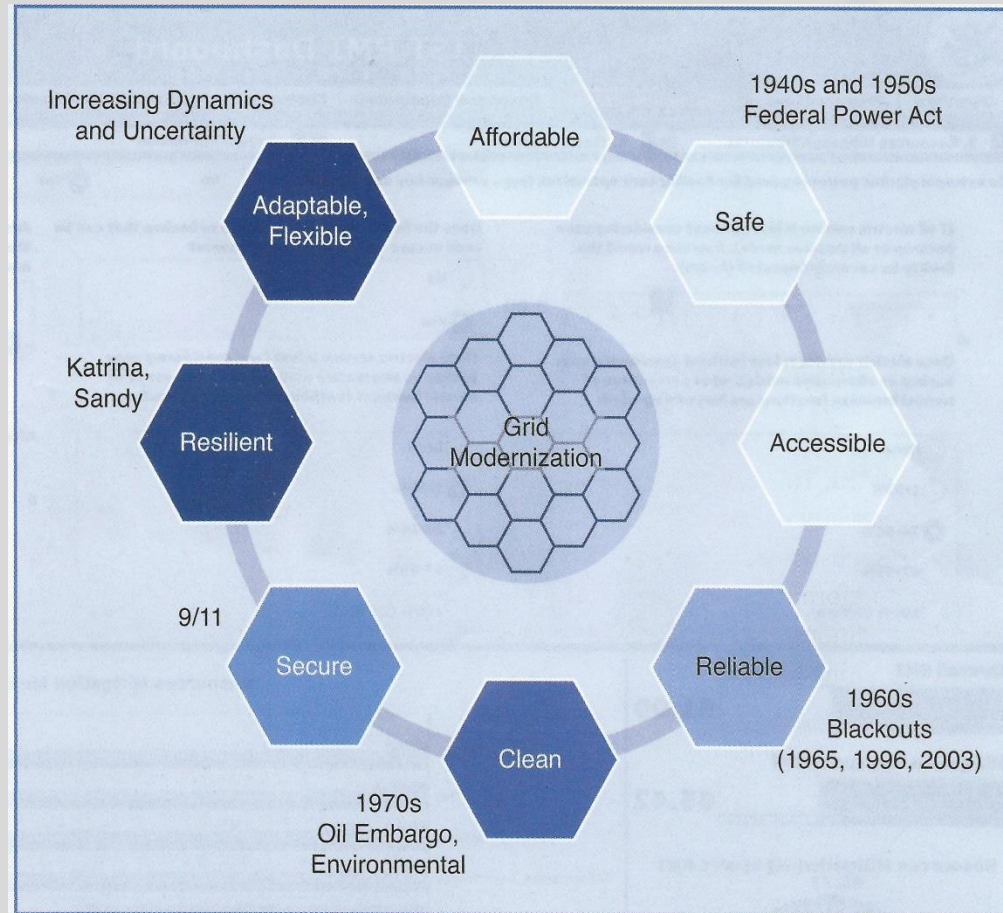 Increasing Dynamics
and Uncertainty
Affordable
1940s and 1950s
Federal Power Act
Adaptable,
Flexible
Safe
Katrina,
Sandy
Resilient
Grid
Modernization
Accessible
9/11
Secure
Reliable
1960s
Blackouts
(1965, 1996, 2003)
Clean
1970s
Oil Embargo,
Environmental